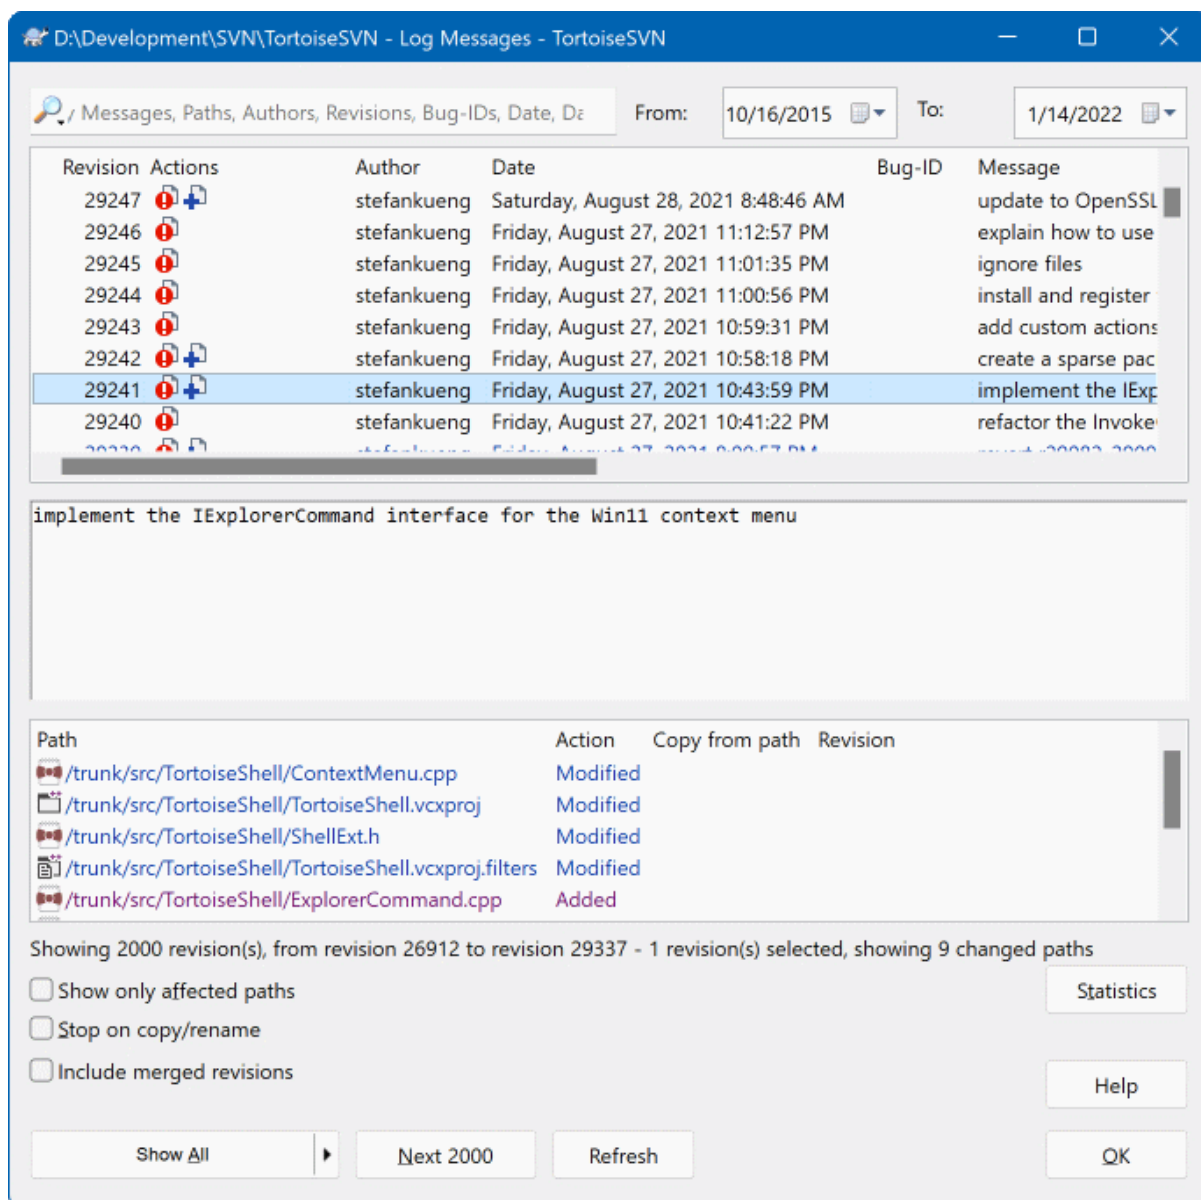 D:\Development\SVN\TortoiseSVN - Log Messages - TortoiseSVN
Messages, Paths, Authors, Revisions, Bug-IDs, Date, Da From: 10/16/2015 To: 1/14/2022
Revision Actions Author Date Bug-ID Message
29247 stefankueng Saturday, August 28, 2021 8:48:46 AM update to OpenSSL
29246 stefankueng Friday, August 27, 2021 11:12:57 PM explain how to use
29245 stefankueng Friday, August 27, 2021 11:01:35 PM ignore files
29244 stefankueng Friday, August 27, 2021 11:00:56 PM install and register
29243 stefankueng Friday, August 27, 2021 10:59:31 PM add custom actions
29242 stefankueng Friday, August 27, 2021 10:58:18 PM create a sparse pac
29241 stefankueng Friday, August 27, 2021 10:43:59 PM implement the IExp
29240 stefankueng Friday, August 27, 2021 10:41:22 PM refactor the Invoke
implement the IExplorerCommand interface for the Win11 context menu
Path Action Copy from path Revision
/trunk/src/TortoiseShell/ContextMenu.cpp Modified
/trunk/src/TortoiseShell/TortoiseShell.vcxproj Modified
/trunk/src/TortoiseShell/ShellExt.h Modified
/trunk/src/TortoiseShell/TortoiseShell.vcxproj.filters Modified
/trunk/src/TortoiseShell/ExplorerCommand.cpp Added
Showing 2000 revision(s), from revision 26912 to revision 29337 - 1 revision(s) selected, showing 9 changed paths
Show only affected paths Statistics
Stop on copy/rename
Include merged revisions
Help
Show All Next 2000 Refresh OK